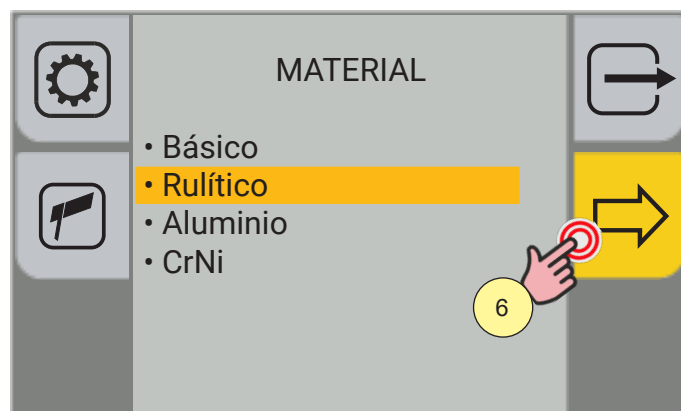 MATERIAL
• Básico
• Rulítico
• Aluminio
• CrNi
6